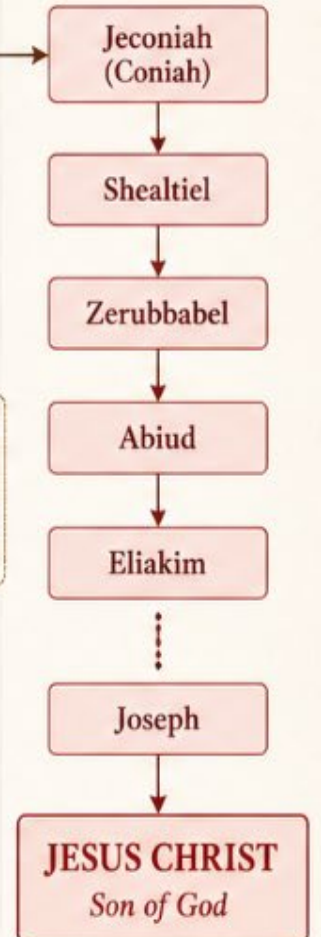 Jeconiah
(Coniah)
Shealtiel
Zerubbabel
Abiud
Eliakim
Joseph
JESUS CHRIST
Son of God